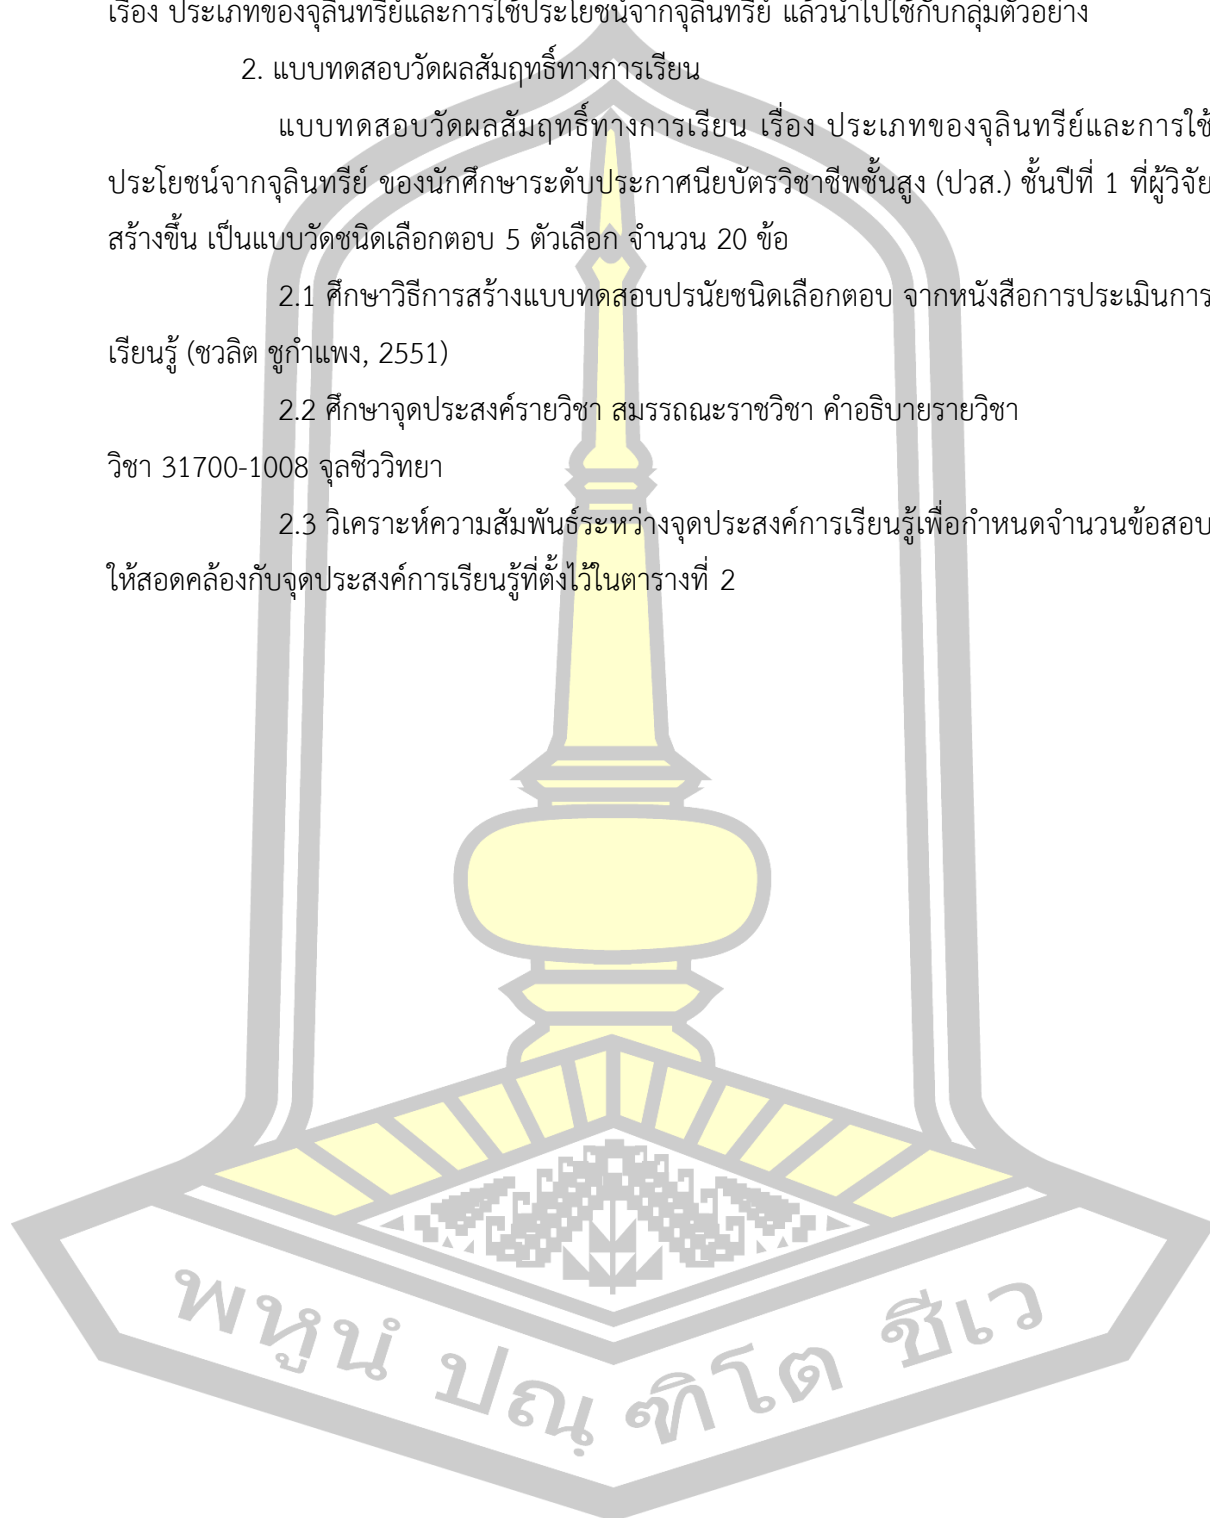 เรื่อง ประเภทของจุลินทรีย์และการใช้ประโยชน์จากจุลินทรีย์ แล้วนำไปใช้กับกลุ่มตัวอย่าง
2. แบบทดสอบวัดผลสัมฤทธิ์ทางการเรียน
แบบทดสอบวัดผลสัมฤทธิ์ทางการเรียน เรื่อง ประเภทของจุลินทรีย์และการใช้
ประโยชน์จากจุลินทรีย์ ของนักศึกษาระดับประกาศนียบัตรวิชาชีพชั้นสูง (ปวส.) ชั้นปีที่ 1 ที่ผู้วิจัย
สร้างขึ้น เป็นแบบวัดชนิดเลือกตอบ 5 ตัวเลือก จำนวน 20 ข้อ
2.1 ศึกษาวิธีการสร้างแบบทดสอบปรนัยชนิดเลือกตอบ จากหนังสือการประเมินการ
เรียนรู้ (ชวลิต ชูกำแพง, 2551)
2.2 ศึกษาจุดประสงค์รายวิชา สมรรถณะราชวิชา คำอธิบายรายวิชา
วิชา 31700-1008 จุลชีววิทยา
2.3 วิเคราะห์ความสัมพันธ์ระหว่างจุดประสงค์การเรียนรู้เพื่อกำหนดจำนวนข้อสอบ
ให้สอดคล้องกับจุดประสงค์การเรียนรู้ที่ตั้งไว้ในตารางที่ 2
พหูนํ ปณฺฑิโต ชีเว